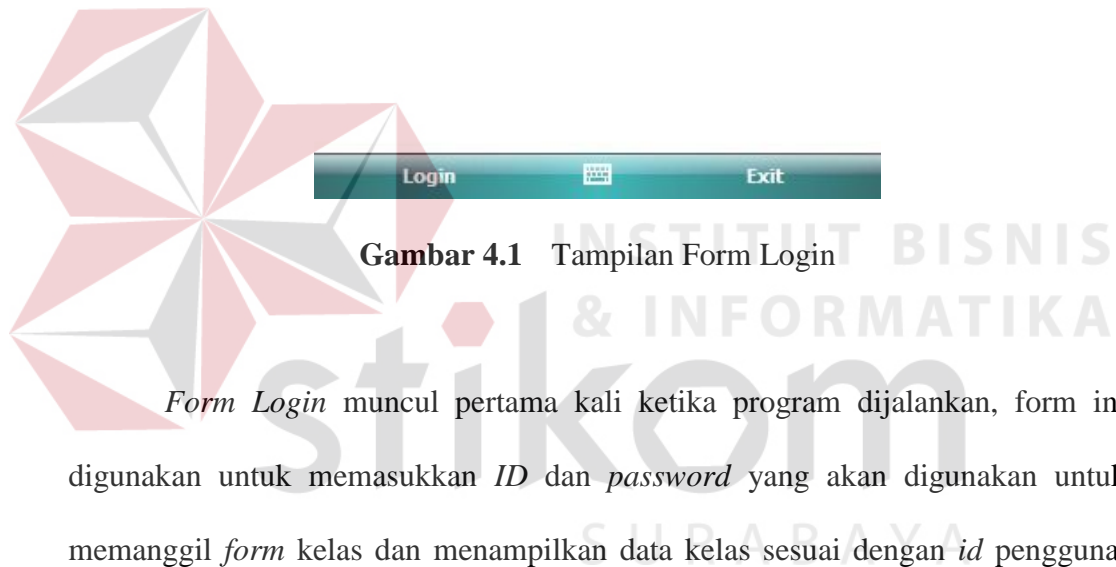 Login Exit
Gambar 4.1 Tampilan Form Login
INSTITUT BISNIS
& INFORMATIKA
stikom
SURABAYA
Form Login muncul pertama kali ketika program dijalankan, form in
digunakan untuk memasukkan ID dan password yang akan digunakan untu
memanggil form kelas dan menampilkan data kelas sesuai dengan id pengguna